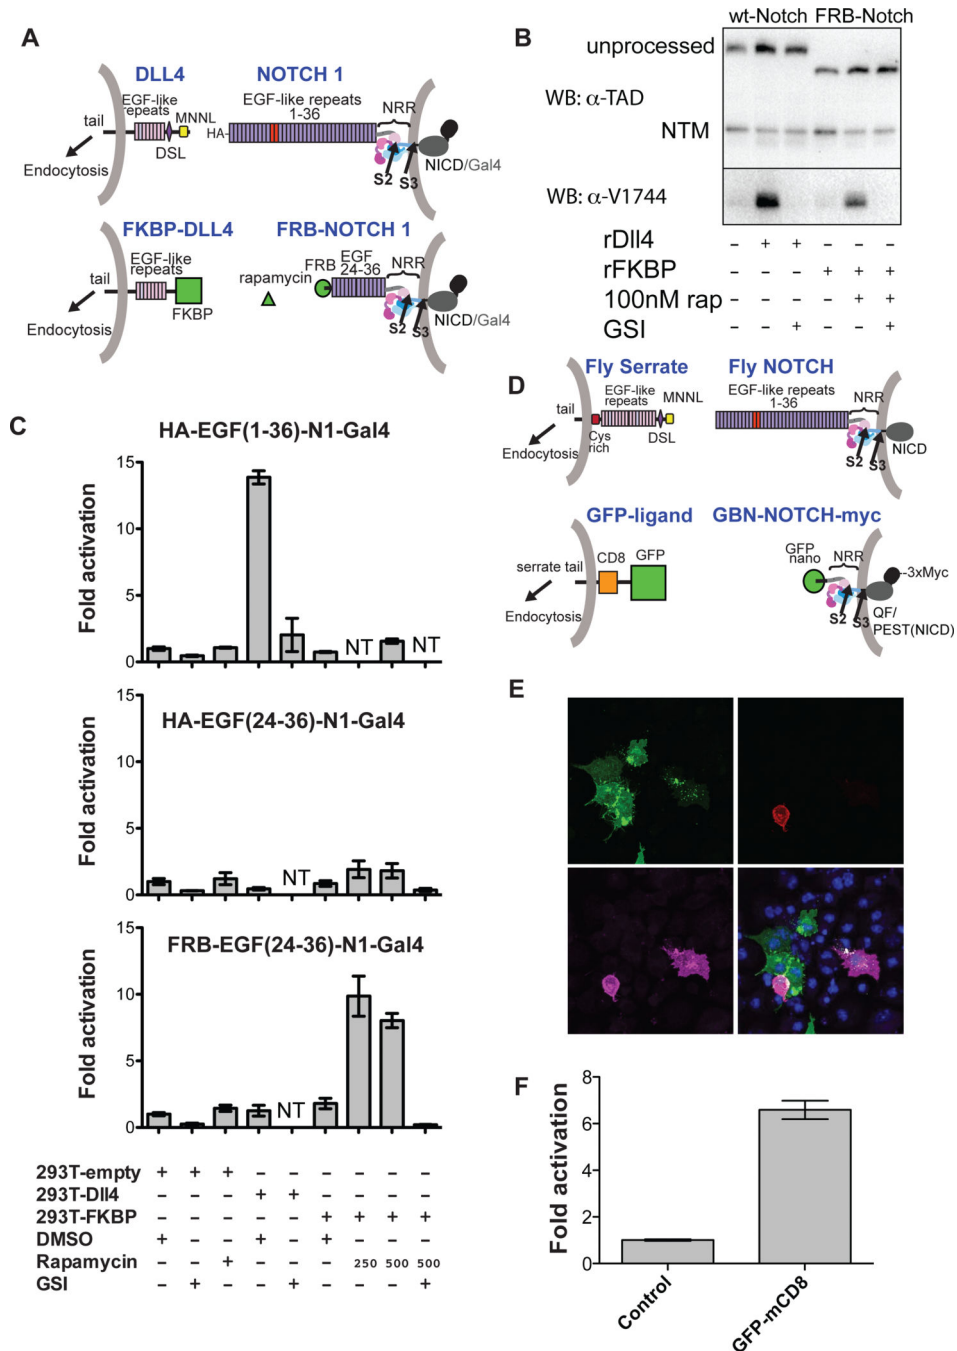 A
DLL4
NOTCH 1
EGF-like repeats
MNNL
tail
DSL
Endocytosis
EGF-like repeats
1-36
HA-
NRR
S2
S3
NICD/Gal4
FKBP-DLL4
FRB-NOTCH 1
EGF-like
repeats
tail
FKBP
Endocytosis
rapamycin
FRB
EGF
24-36
NRR
S2
S3
NICD/Gal4
B
wt-Notch FRB-Notch
unprocessed
WB: α-TAD
NTM
WB: α-V1744
rDll4 – + +
rFKBP – – – + + +
100nM rap – – – – + +
GSI – – + – – +
C
HA-EGF(1-36)-N1-Gal4
Fold activation
15
10
5
0
NT
NT
HA-EGF(24-36)-N1-Gal4
Fold activation
15
10
5
0
NT
FRB-EGF(24-36)-N1-Gal4
Fold activation
15
10
5
0
NT
293T-empty + + + – – – – – –
293T-Dll4 – – – + + – – – –
293T-FKBP – – – – – + + + +
DMSO + – – + – + – – –
Rapamycin – – + – – – 250 500 500
GSI – + – – + – – – +
D
Fly Serrate
Fly NOTCH
EGF-like
repeats
MNNL
tail
Cys
rich
DSL
Endocytosis
EGF-like repeats
1-36
NRR
S2
S3
NICD
GFP-ligand
GBN-NOTCH-myc
CD8
GFP
serrate tail
Endocytosis
GFP
nano
NRR
-3xMyc
S2
S3
QF/
PEST(NICD)
E
F
Fold activation
8
6
4
2
0
Control
GFP-mCD8